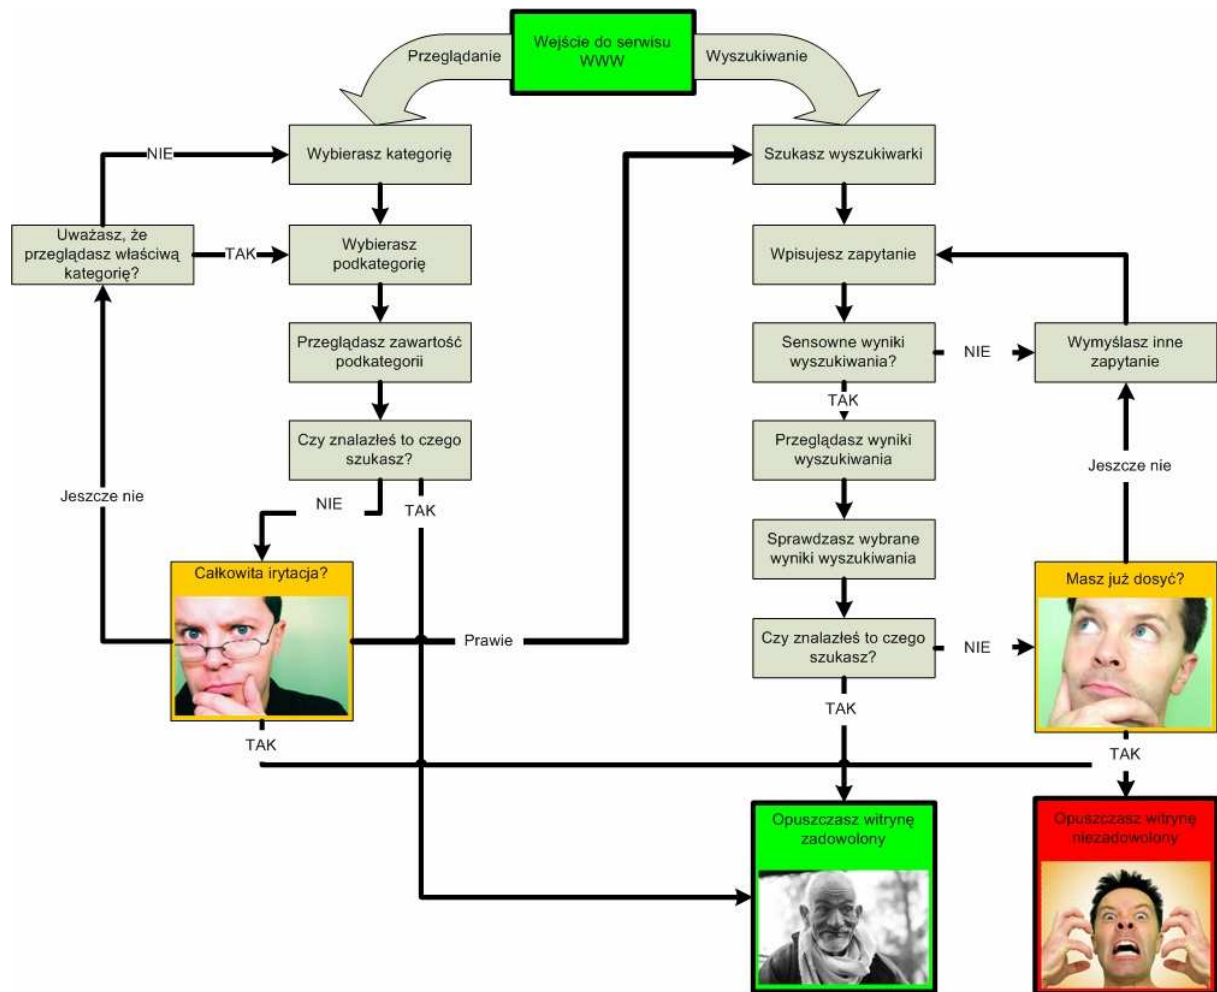 Wejście do serwisu
WWW
Przeglądanie
Wyszukiwanie
NIE
Wybierasz kategorię
Szukasz wyszukiwarki
Uważasz, że
przeglądasz właściwą
kategorię?
TAK
Wybierasz
podkategorię
Wpisujesz zapytanie
Przeglądasz zawartość
podkategorii
Sensowne wyniki
wyszukiwania?
NIE
Wymyślasz inne
zapytanie
TAK
Czy znalazłeś to czego
szukasz?
Przeglądasz wyniki
wyszukiwania
Jeszcze nie
Jeszcze nie
NIE
TAK
Sprawdzasz wybrane
wyniki wyszukiwania
Całkowita irytacja?
Masz już dosyć?
Prawie
Czy znalazłeś to czego
szukasz?
NIE
TAK
TAK
TAK
Opuszczasz witrynę
zadowolony
Opuszczasz witrynę
niezadowolony